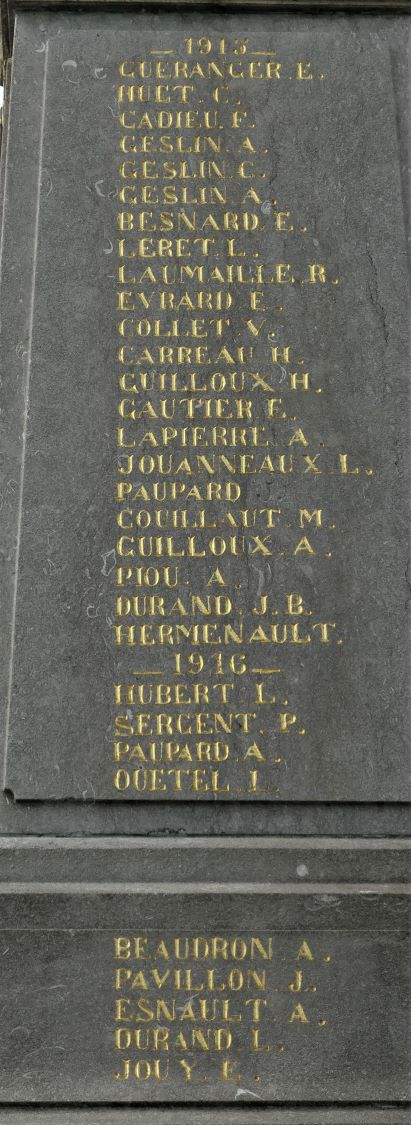 1915
GUERANGER. E.
HUET. C.
CADIEU. F.
GESLIN. A.
GESLIN. C.
GESLIN. A.
BESNARD. E.
LERET. L.
LAUMAILLE. R.
EVRARD. E.
COLLET. V.
CARREAU. H.
GUILLOUX. H.
GAUTIER. F.
LAPIERRE. A.
JOUANNEAUX. L.
PAUPARD
COUILLAUT. M.
GUILLOUX. A.
PIOU. A.
DURAND. J. B.
HERMENAULT.
1916
HUBERT. L.
SERGENT. P.
PAUPARD. A.
OUETEL. L.
BEAUDRON. A.
PAVILLON. J.
ESNAULT. A.
DURAND. L.
JOUY. E.